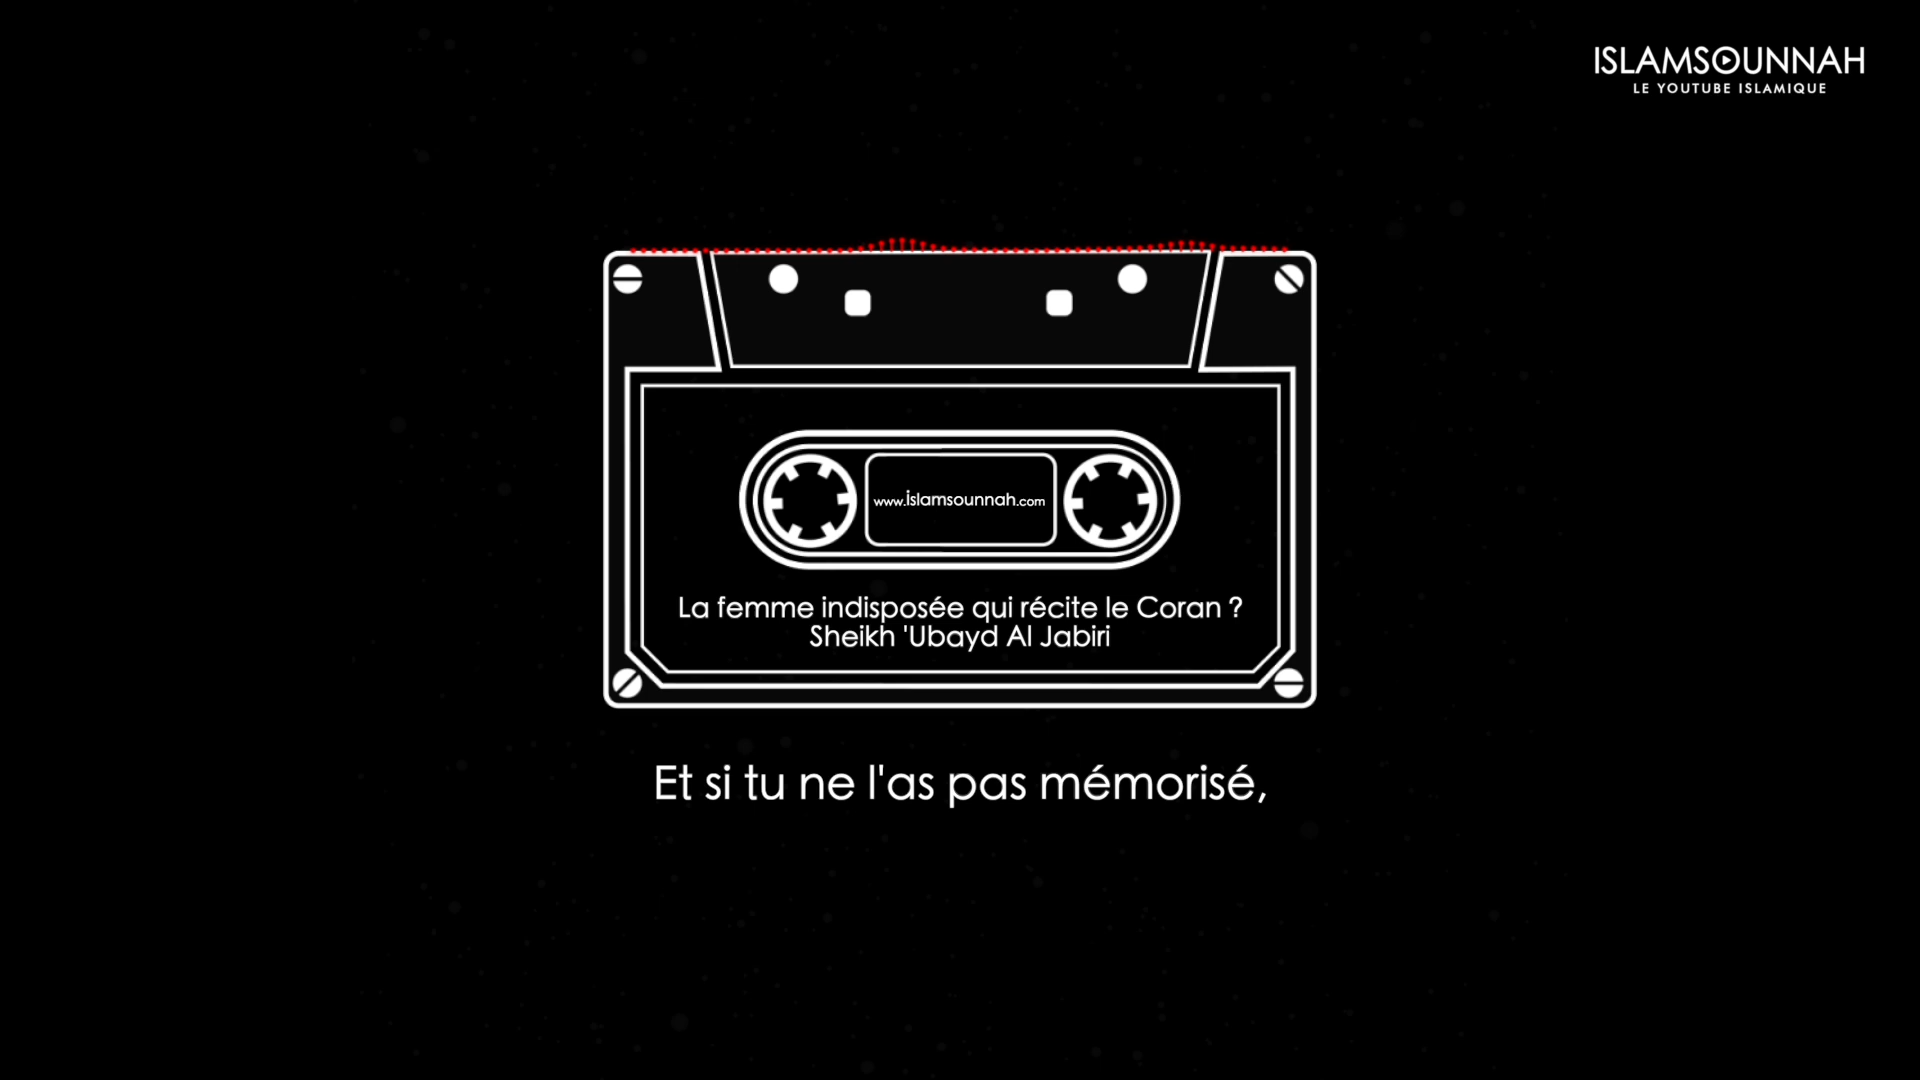 ISLAMSOUNNAH
LE YOUTUBE ISLAMIQUE
www.islamsounnah.com
La femme indisposée qui récite le Coran ?
Sheikh 'Ubayd Al Jabiri
Et si tu ne l'as pas mémorisé,